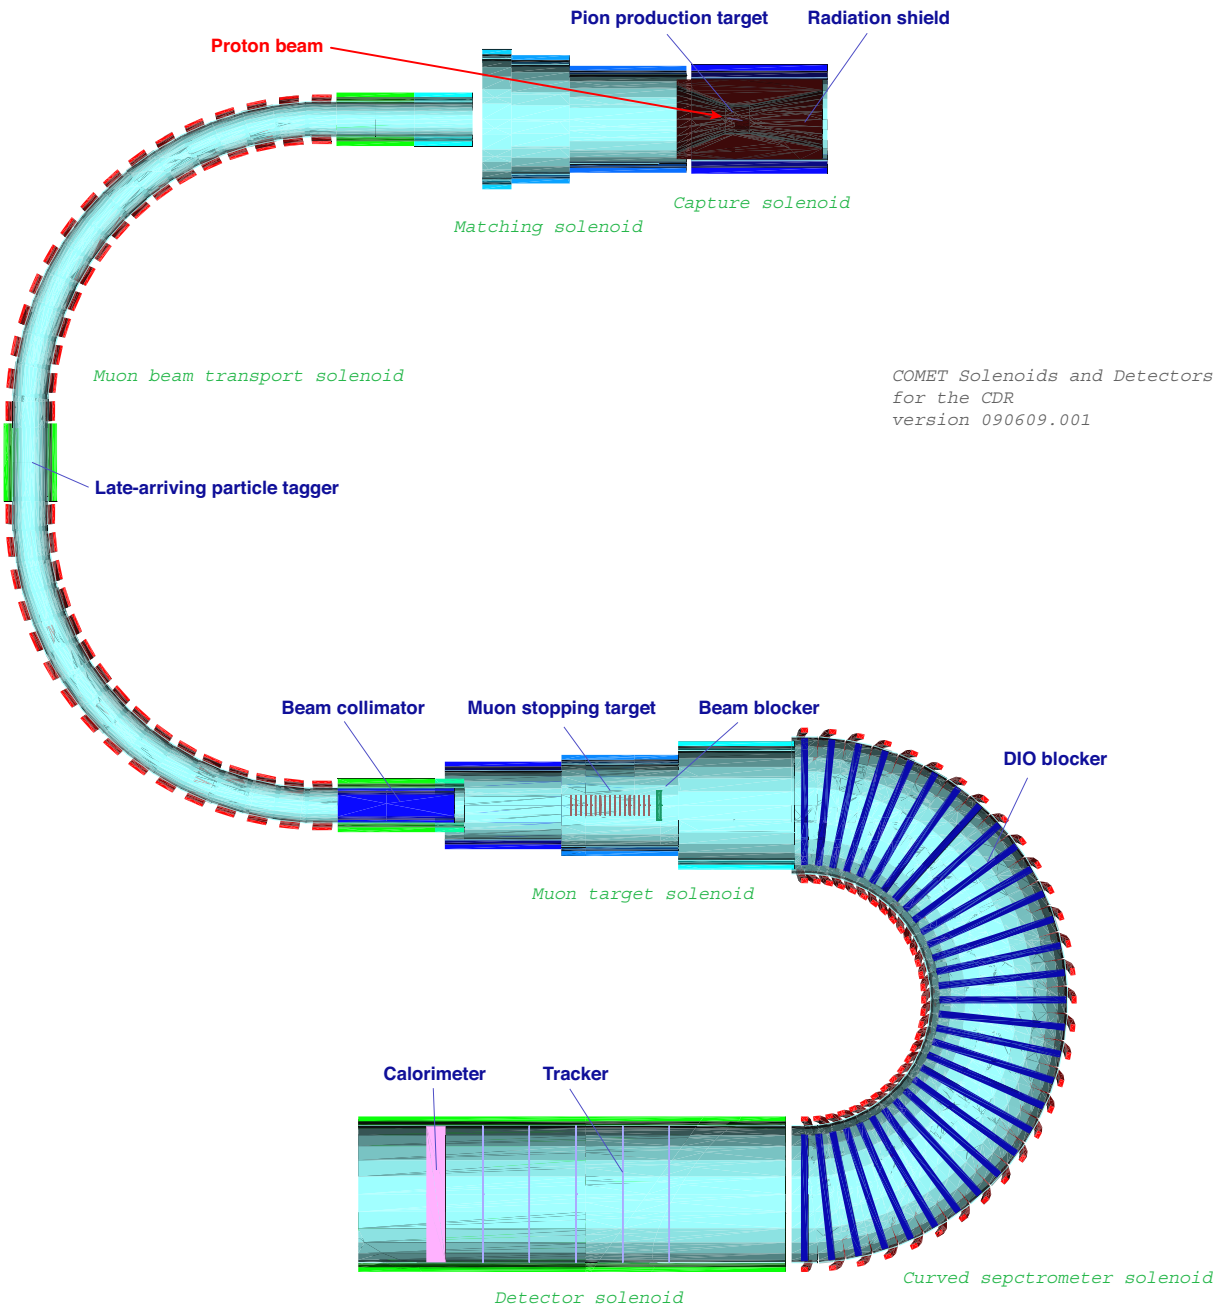 Pion production target
Radiation shield
Proton beam
Capture solenoid
Matching solenoid
Muon beam transport solenoid
COMET Solenoids and Detectors
for the CDR
version 090609.001
Late-arriving particle tagger
Beam collimator
Muon stopping target
Beam blocker
DIO blocker
Muon target solenoid
Calorimeter
Tracker
Curved sepctrometer solenoid
Detector solenoid